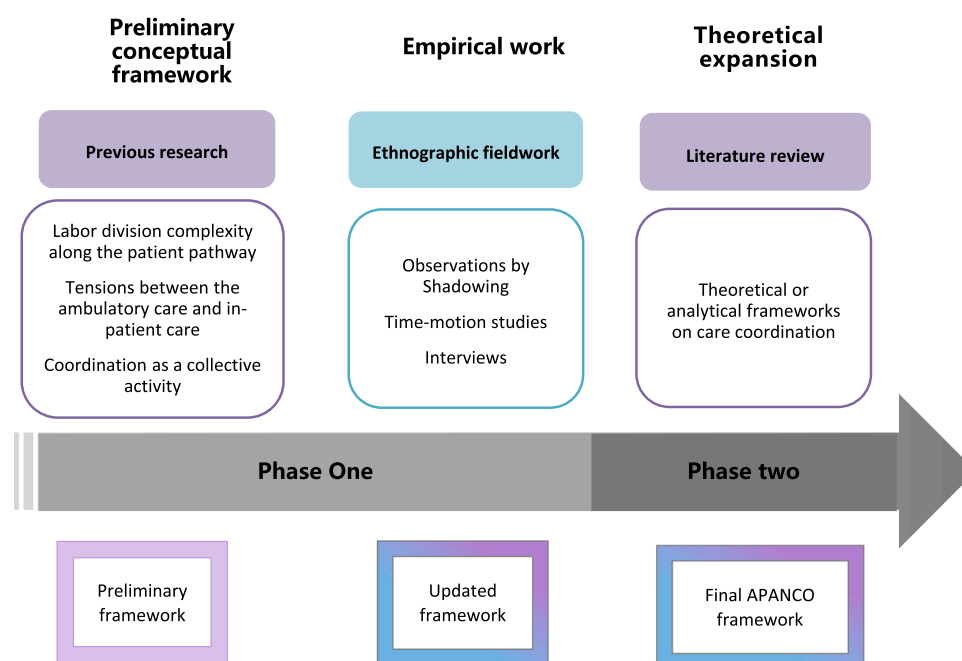 Preliminary
conceptual
framework
Empirical work
Theoretical
expansion
Previous research
Ethnographic fieldwork
Literature review
Labor division complexity
along the patient pathway
Tensions between the
ambulatory care and in-
patient care
Coordination as a collective
activity
Observations by
Shadowing
Time-motion studies
Interviews
Theoretical or
analytical frameworks
on care coordination
Phase One
Phase two
Preliminary
framework
Updated
framework
Final APANCO
framework